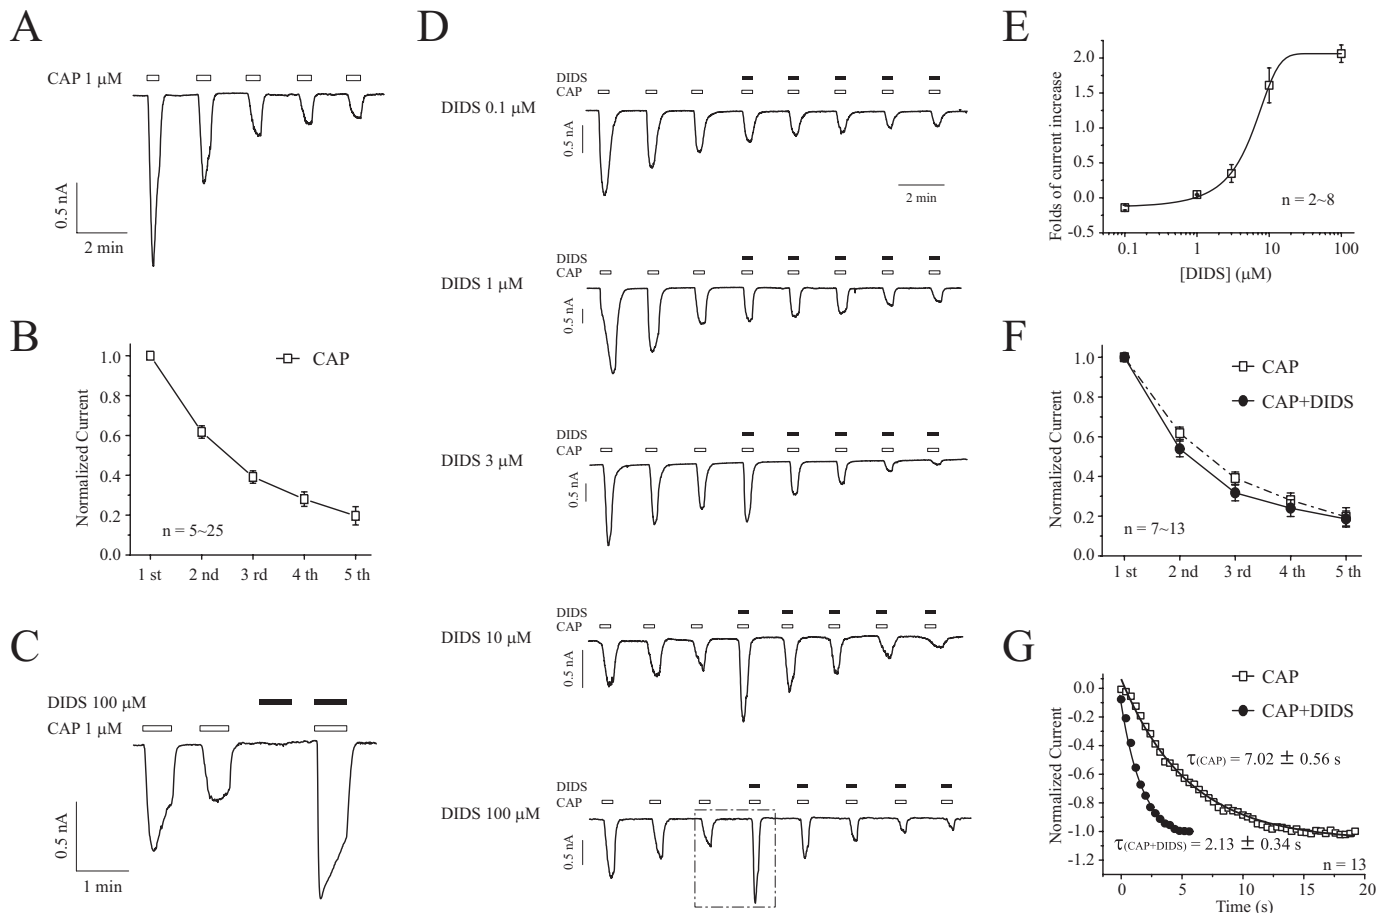 A
CAP 1 μM
0.5 nA
2 min
B
Normalized Current
1.0
0.8
0.6
0.4
0.2
0.0
CAP
n = 5~25
1 st
2 nd
3 rd
4 th
5 th
C
DIDS 100 μM
CAP 1 μM
0.5 nA
1 min
D
DIDS
CAP
DIDS 0.1 μM
0.5 nA
2 min
DIDS
CAP
DIDS 1 μM
0.5 nA
DIDS
CAP
DIDS 3 μM
0.5 nA
DIDS
CAP
DIDS 10 μM
0.5 nA
DIDS
CAP
DIDS 100 μM
0.5 nA
E
Folds of current increase
2.0
1.5
1.0
0.5
0.0
-0.5
n = 2~8
0.1
1
10
100
[DIDS] (μM)
F
Normalized Current
1.0
0.8
0.6
0.4
0.2
0.0
CAP
CAP+DIDS
n = 7~13
1 st
2 nd
3 rd
4 th
5 th
G
Normalized Current
0.0
-0.2
-0.4
-0.6
-0.8
-1.0
-1.2
CAP
CAP+DIDS
τ(CAP) = 7.02 ± 0.56 s
τ(CAP+DIDS) = 2.13 ± 0.34 s
n = 13
0
5
10
15
20
Time (s)